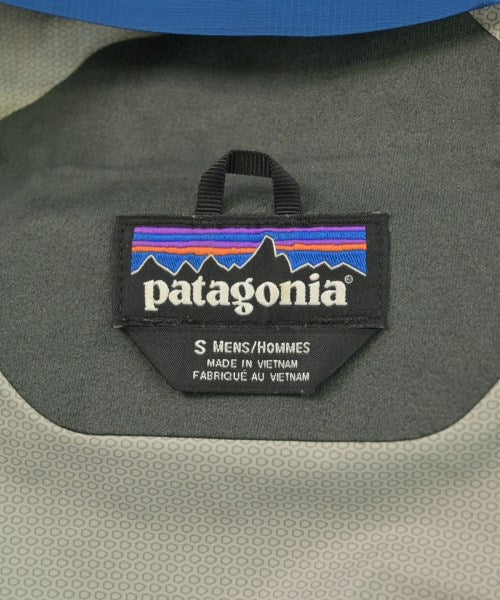 patagonia®
S MENS/HOMMES
MADE IN VIETNAM
FABRIQUÉ AU VIETNAM